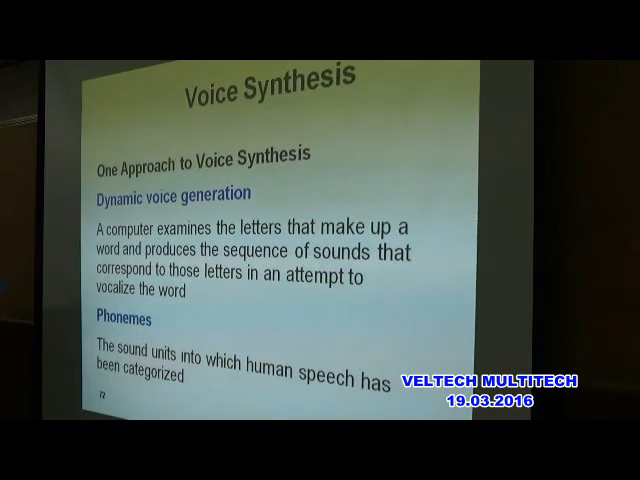 Voice Synthesis
One Approach to Voice Synthesis
Dynamic voice generation
A computer examines the letters that make up a
word and produces the sequence of sounds that
correspond to those letters in an attempt to
vocalize the word
Phonemes
The sound units into which human speech has
been categorized
72
VELTECH MULTITECH
19.03.2016